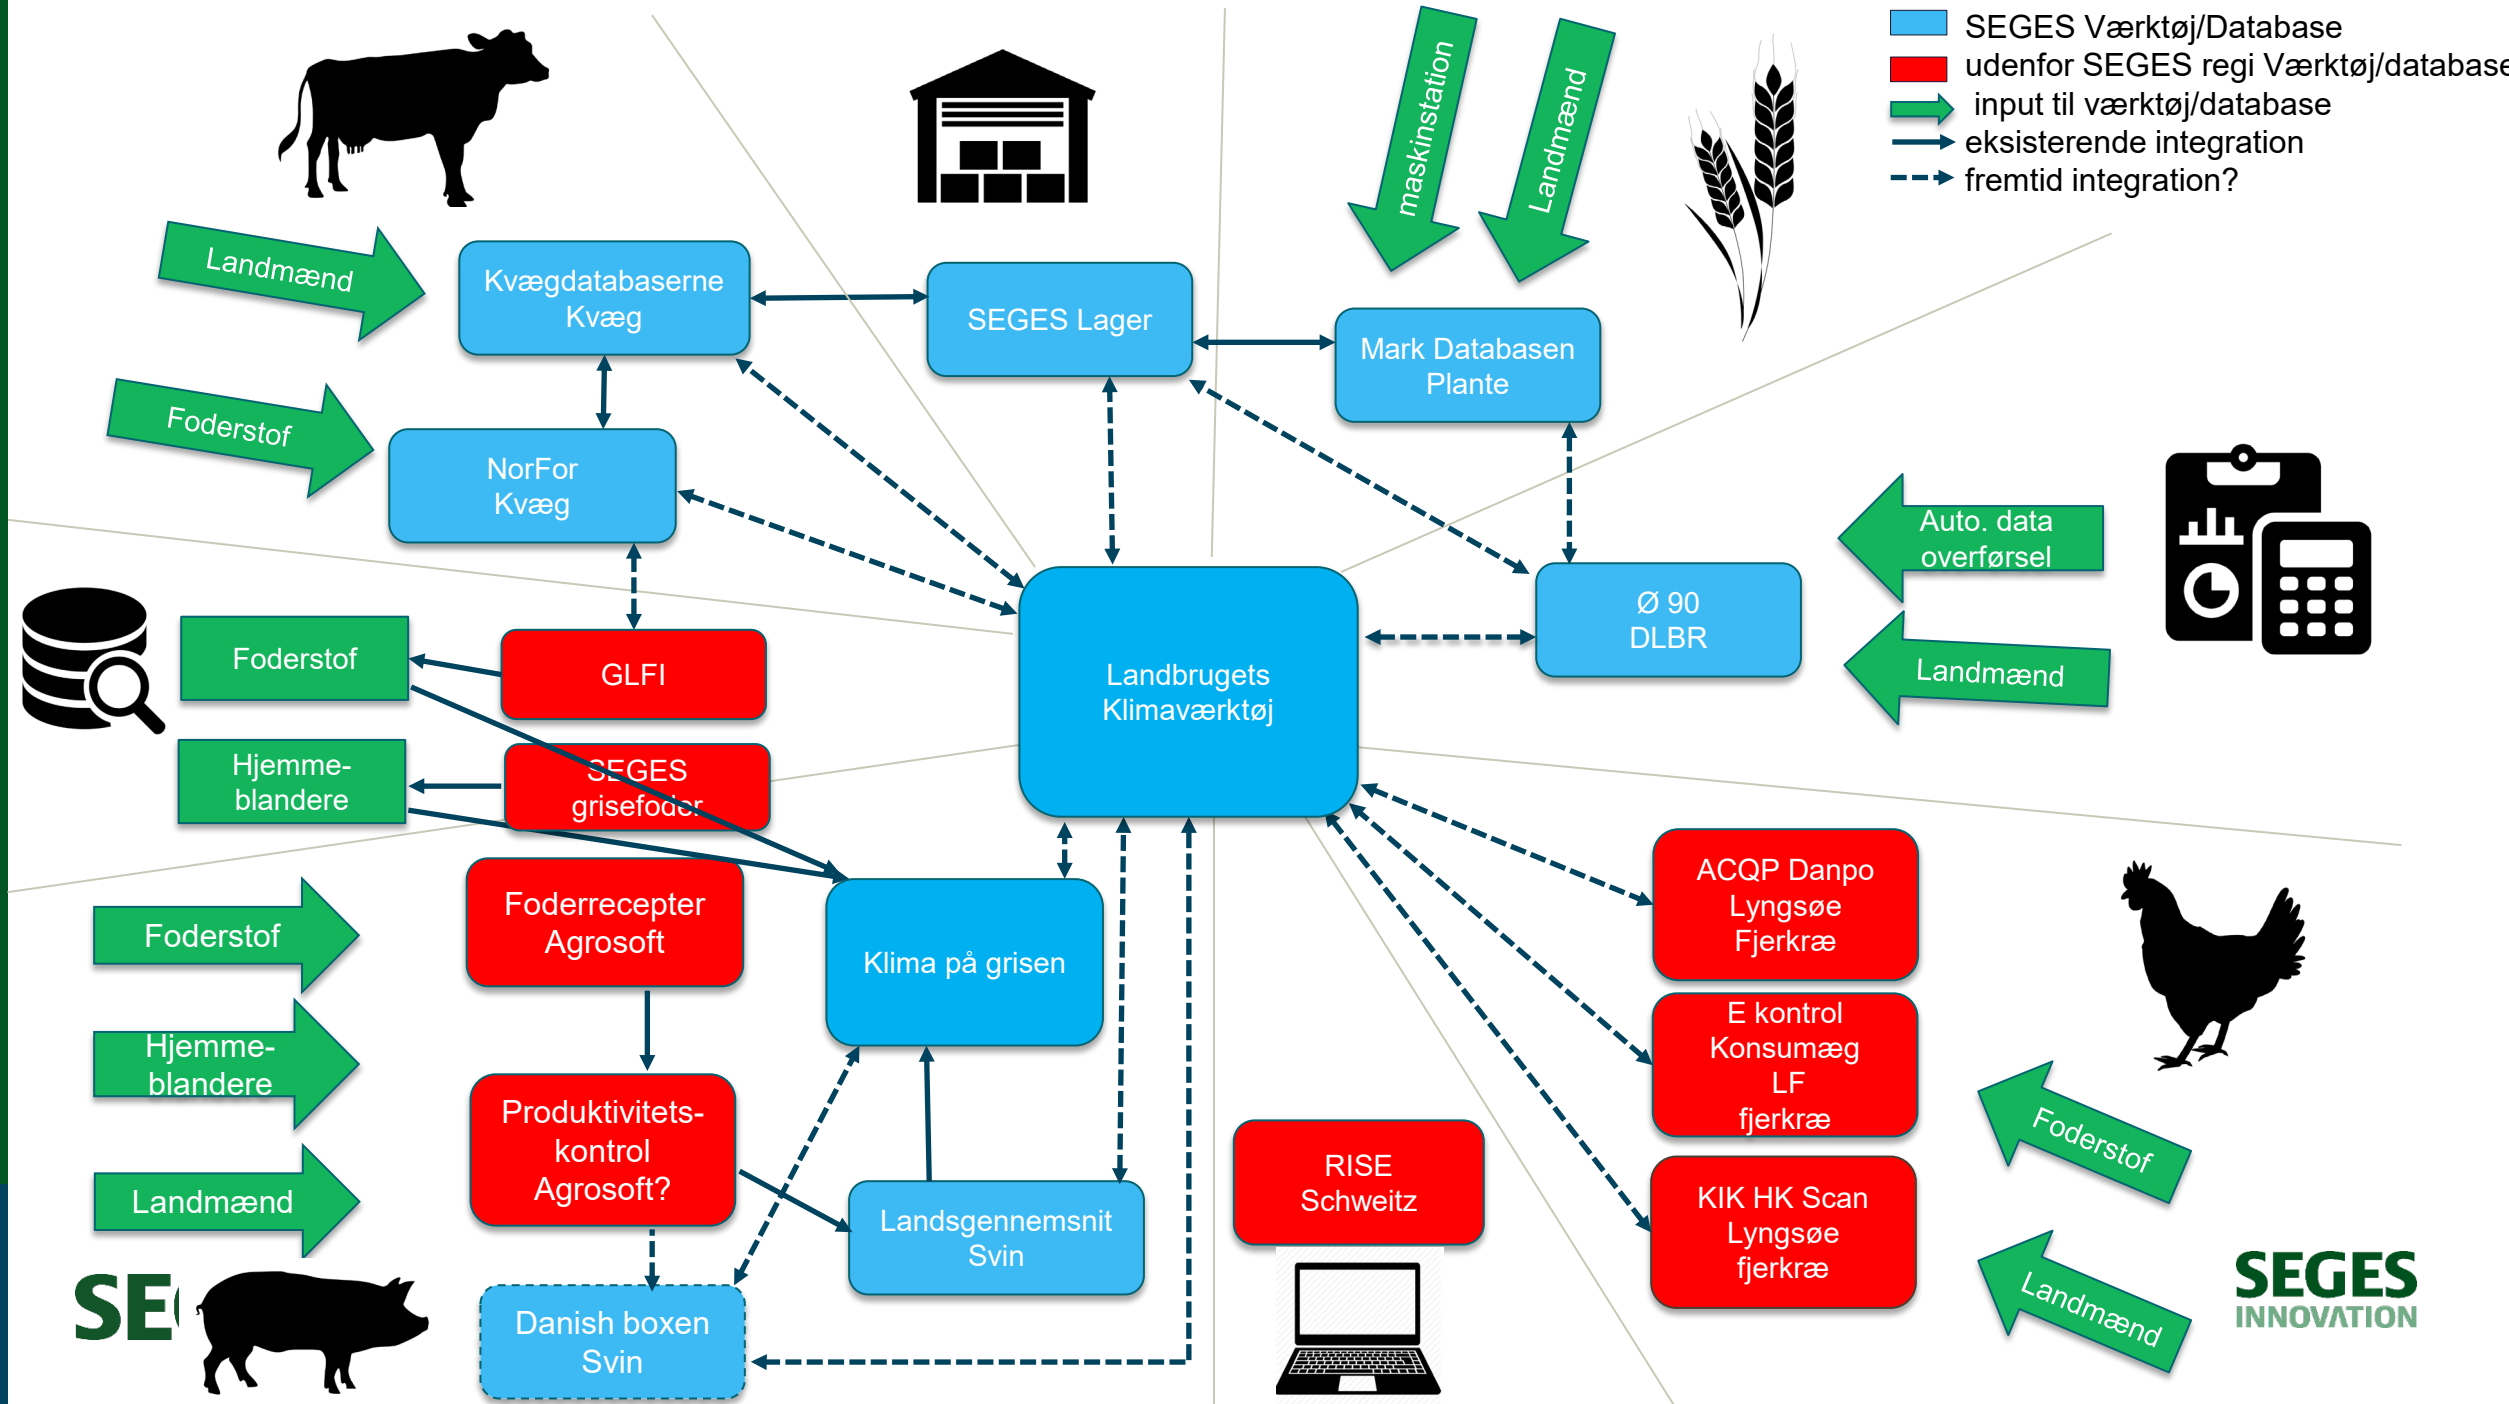 SEGES Værktøj/Database
udenfor SEGES regi Værktøj/database
input til værktøj/database
eksisterende integration
fremtid integration?
maskinstation
Landmænd
Landmænd
Kvægdatabaserne
Kvæg
SEGES Lager
Mark Databasen
Plante
Foderstof
NorFor
Kvæg
Auto. data
overførsel
Ø 90
DLBR
Landmænd
Foderstof
GLFI
Landbrugets
Klimaværktøj
Hjemme-
blandere
SEGES
grisefoder
Foderstof
Foderrecepter
Agrosoft
Klima på grisen
ACQP Danpo
Lyngsøe
Fjerkræ
Hjemme-
blandere
E kontrol
Konsumæg
LF
fjerkræ
Produktivitets-
kontrol
Agrosoft?
Foderstof
Landmænd
RISE
Schweitz
KIK HK Scan
Lyngsøe
fjerkræ
Landsgennemsnit
Svin
Landmænd
Danish boxen
Svin
SE
SEGES
INNOVATION